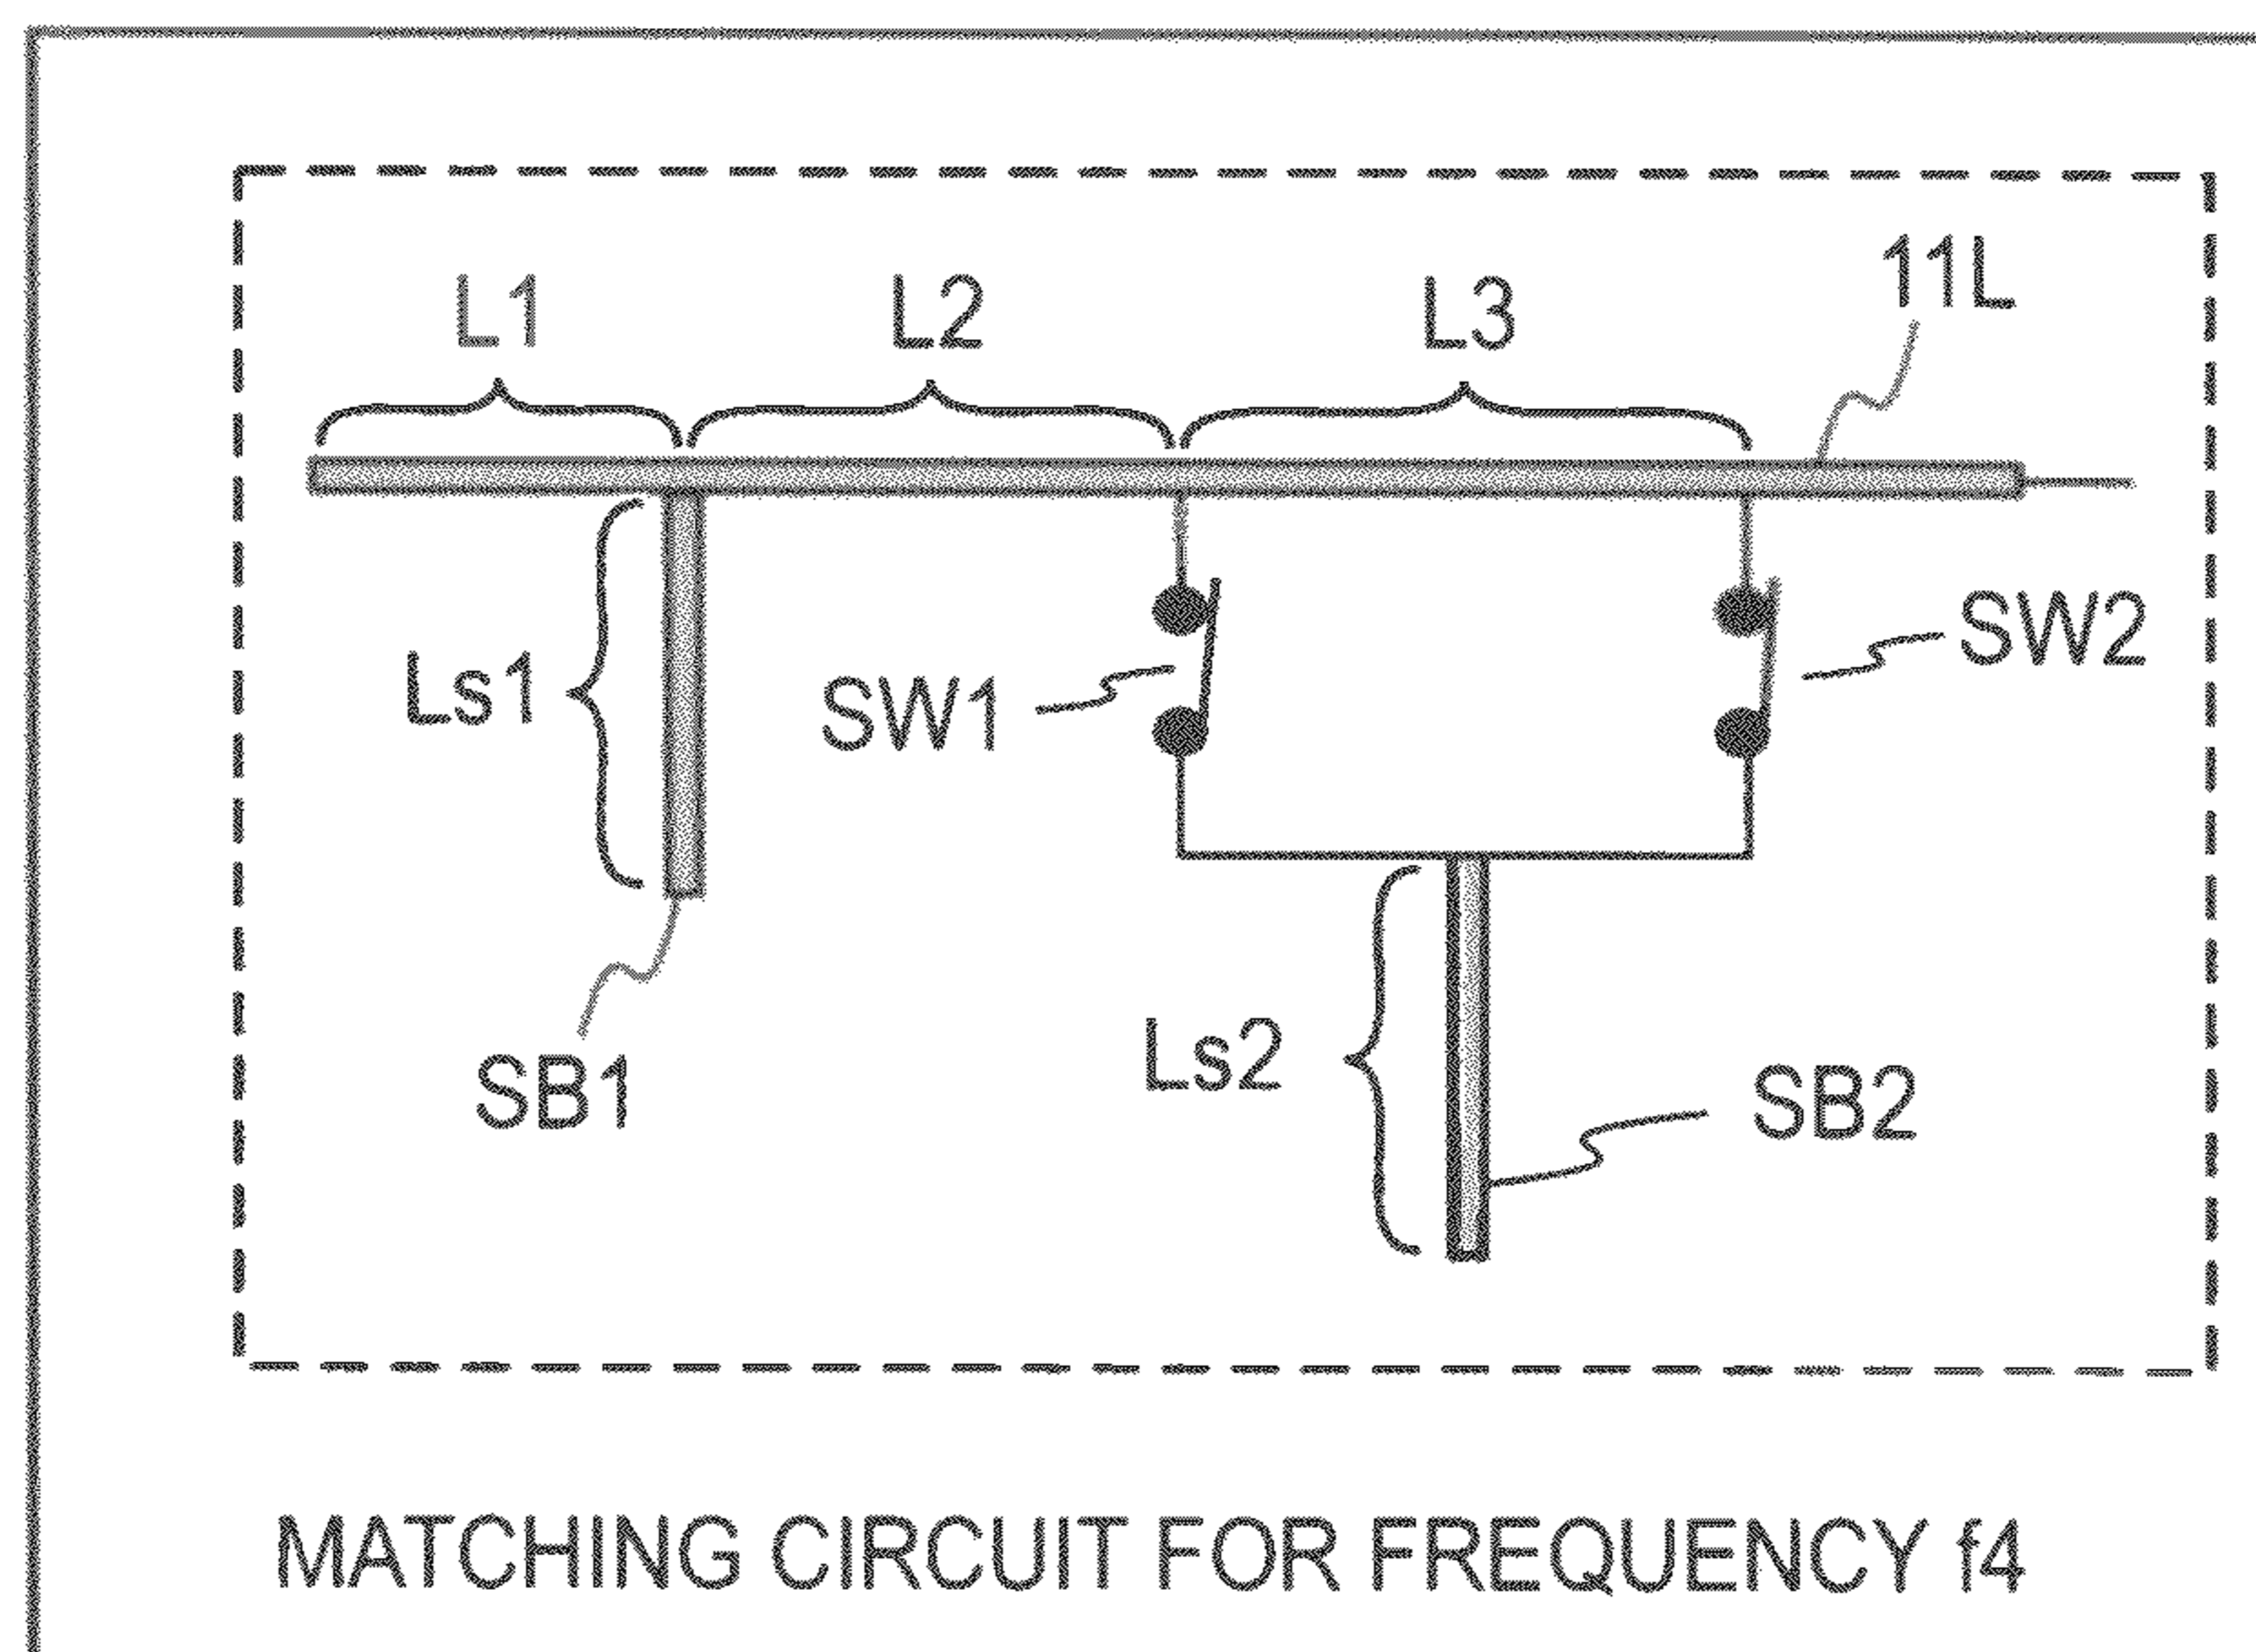 11L
L1 L2 L3
SW2
Ls1 SW1
Ls2
SB1 SB2
MATCHING CIRCUIT FOR FREQUENCY f4